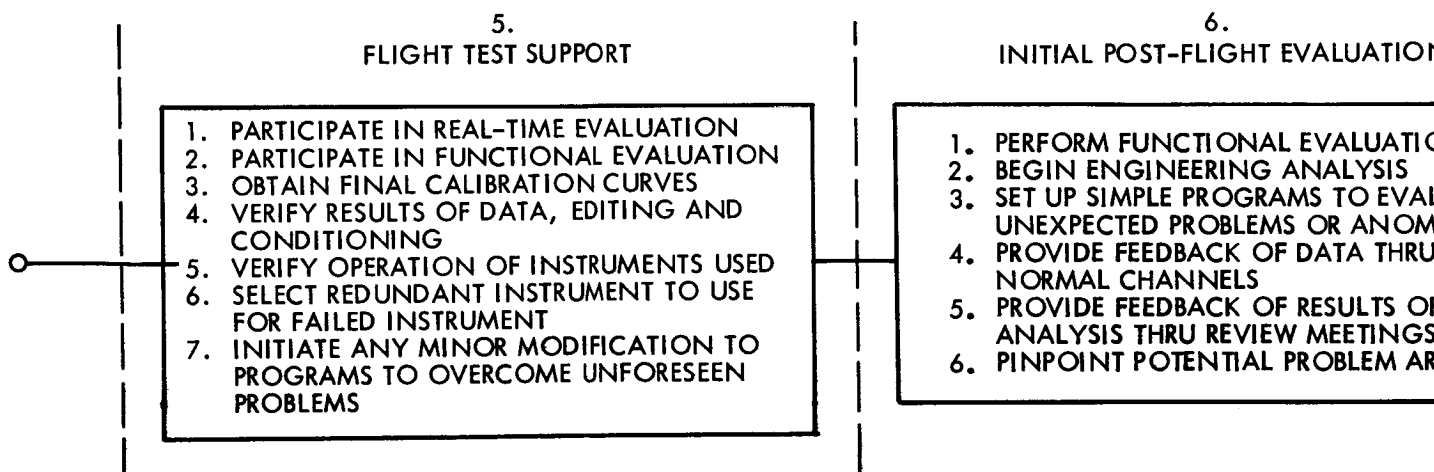 5.
FLIGHT TEST SUPPORT
1. PARTICIPATE IN REAL-TIME EVALUATION
2. PARTICIPATE IN FUNCTIONAL EVALUATION
3. OBTAIN FINAL CALIBRATION CURVES
4. VERIFY RESULTS OF DATA, EDITING AND
CONDITIONING
5. VERIFY OPERATION OF INSTRUMENTS USED
6. SELECT REDUNDANT INSTRUMENT TO USE
FOR FAILED INSTRUMENT
7. INITIATE ANY MINOR MODIFICATION TO
PROGRAMS TO OVERCOME UNFORESEEN
PROBLEMS
6.
INITIAL POST-FLIGHT EVALUATION
1. PERFORM FUNCTIONAL
2. BEGIN ENGINEERING ANALYSIS
3. SET UP SIMPLE PROGRAMS TO
UNEXPECTED PROBLEMS OR
4. PROVIDE FEEDBACK OF DATA THRU
NORMAL CHANNELS
5. PROVIDE FEEDBACK OF RESULTS
ANALYSIS THRU REVIEW MEETINGS
6. PINPOINT POTENTIAL PROBLEM